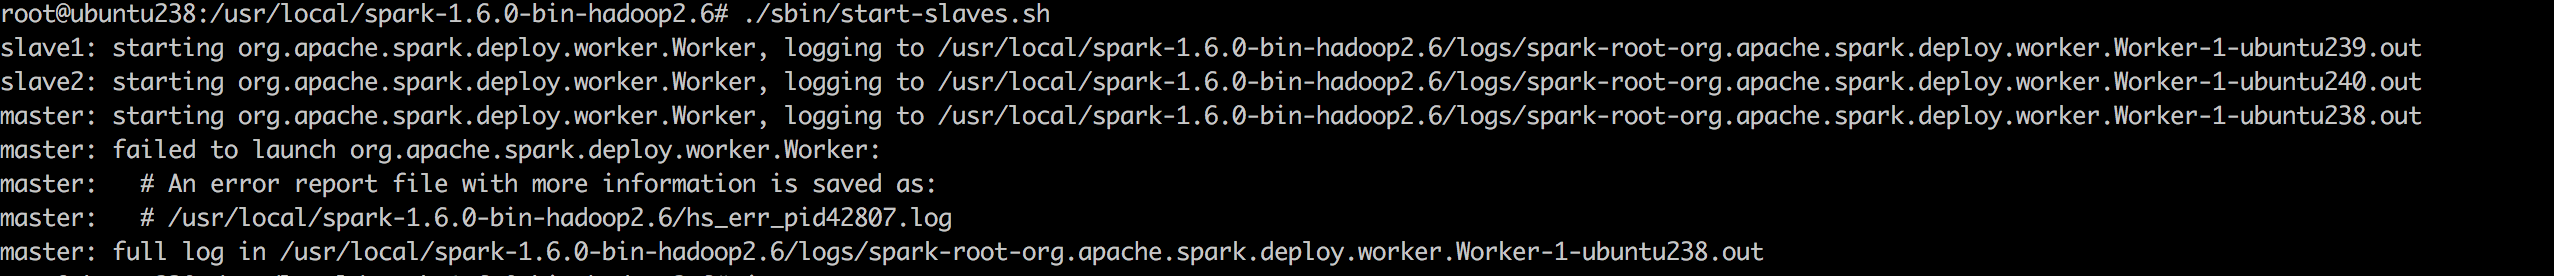 root@ubuntu238:/usr/local/spark-1.6.0-bin-hadoop2.6# ./sbin/start-slaves.sh
slave1: starting org.apache.spark.deploy.worker.Worker, logging to /usr/local/spark-1.6.0-bin-hadoop2.6/logs/spark-root-org.apache.spark.deploy.worker.Worker-1-ubuntu239.out
slave2: starting org.apache.spark.deploy.worker.Worker, logging to /usr/local/spark-1.6.0-bin-hadoop2.6/logs/spark-root-org.apache.spark.deploy.worker.Worker-1-ubuntu240.out
master: starting org.apache.spark.deploy.worker.Worker, logging to /usr/local/spark-1.6.0-bin-hadoop2.6/logs/spark-root-org.apache.spark.deploy.worker.Worker-1-ubuntu238.out
master: failed to launch org.apache.spark.deploy.worker.Worker:
master:   # An error report file with more information is saved as:
master:   # /usr/local/spark-1.6.0-bin-hadoop2.6/hs_err_pid42807.log
master: full log in /usr/local/spark-1.6.0-bin-hadoop2.6/logs/spark-root-org.apache.spark.deploy.worker.Worker-1-ubuntu238.out